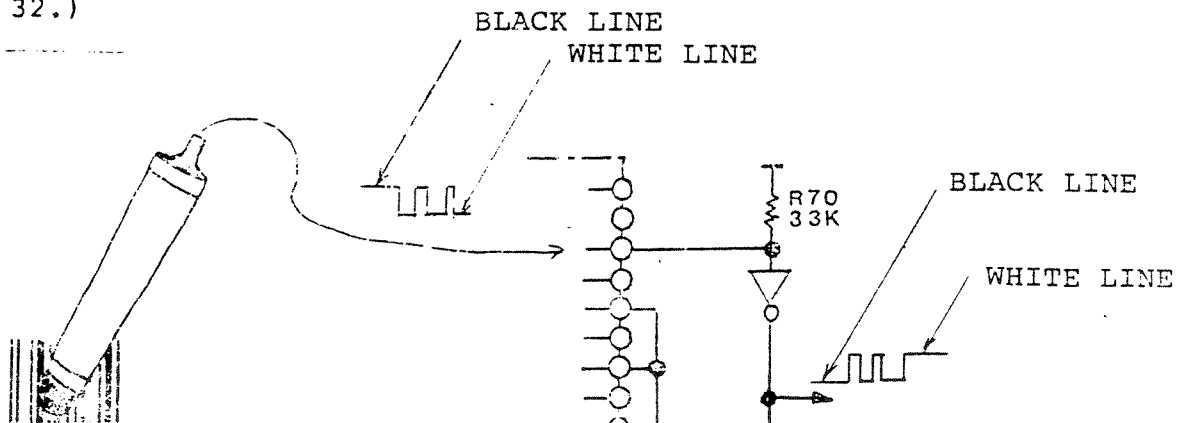 32.)
BLACK LINE
WHITE LINE
R70
33K
BLACK LINE
WHITE LINE